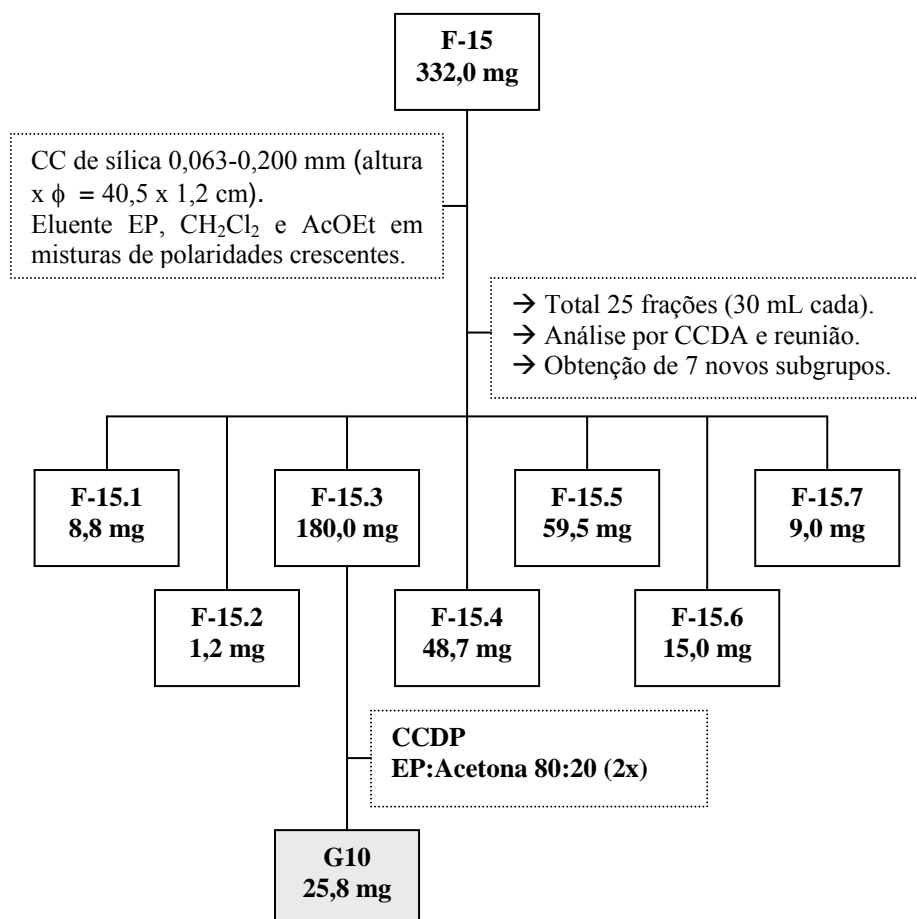 F-15
332,0 mg
CC de sílica 0,063-0,200 mm (altura
x ϕ = 40,5 x 1,2 cm).
Eluente EP, CH₂Cl₂ e AcOEt em
misturas de polaridades crescentes.
→ Total 25 frações (30 mL cada).
→ Análise por CCDA e reunião.
→ Obtenção de 7 novos subgrupos.
F-15.1
8,8 mg
F-15.3
180,0 mg
F-15.5
59,5 mg
F-15.7
9,0 mg
F-15.2
1,2 mg
F-15.4
48,7 mg
F-15.6
15,0 mg
CCDP
EP:Acetona 80:20 (2x)
G10
25,8 mg